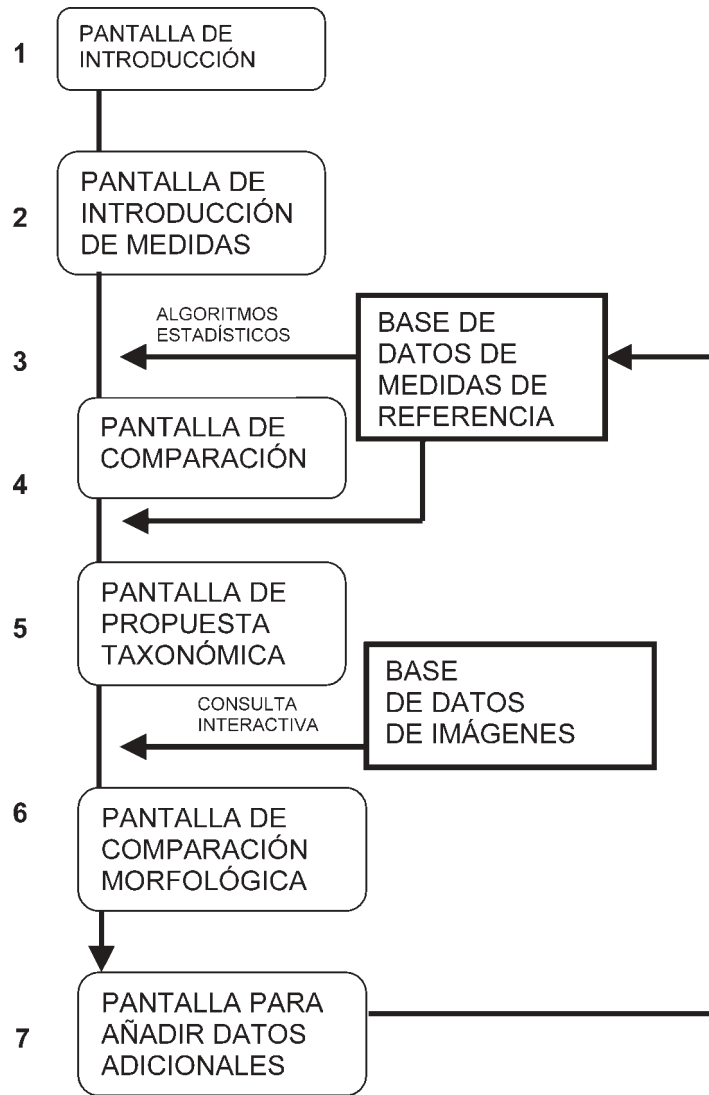 1
PANTALLA DE
INTRODUCCIÓN
2
PANTALLA DE
INTRODUCCIÓN
DE MEDIDAS
3
ALGORITMOS
ESTADÍSTICOS
BASE DE
DATOS DE
MEDIDAS DE
REFERENCIA
PANTALLA DE
COMPARACIÓN
4
5
PANTALLA DE
PROPUESTA
TAXONÓMICA
CONSULTA
INTERACTIVA
BASE
DE DATOS
DE IMÁGENES
6
PANTALLA DE
COMPARACIÓN
MORFOLÓGICA
7
PANTALLA PARA
AÑADIR DATOS
ADICIONALES